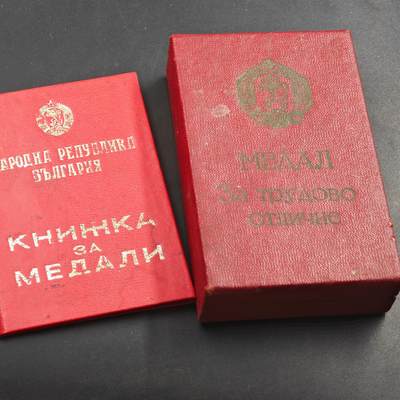 НАРОДНА РЕПУБЛИКА
БЪЛГАРИЯ
КНИЖКА
ЗА
МЕДАЛИ
МЕДАЛ
За трудово
отличие